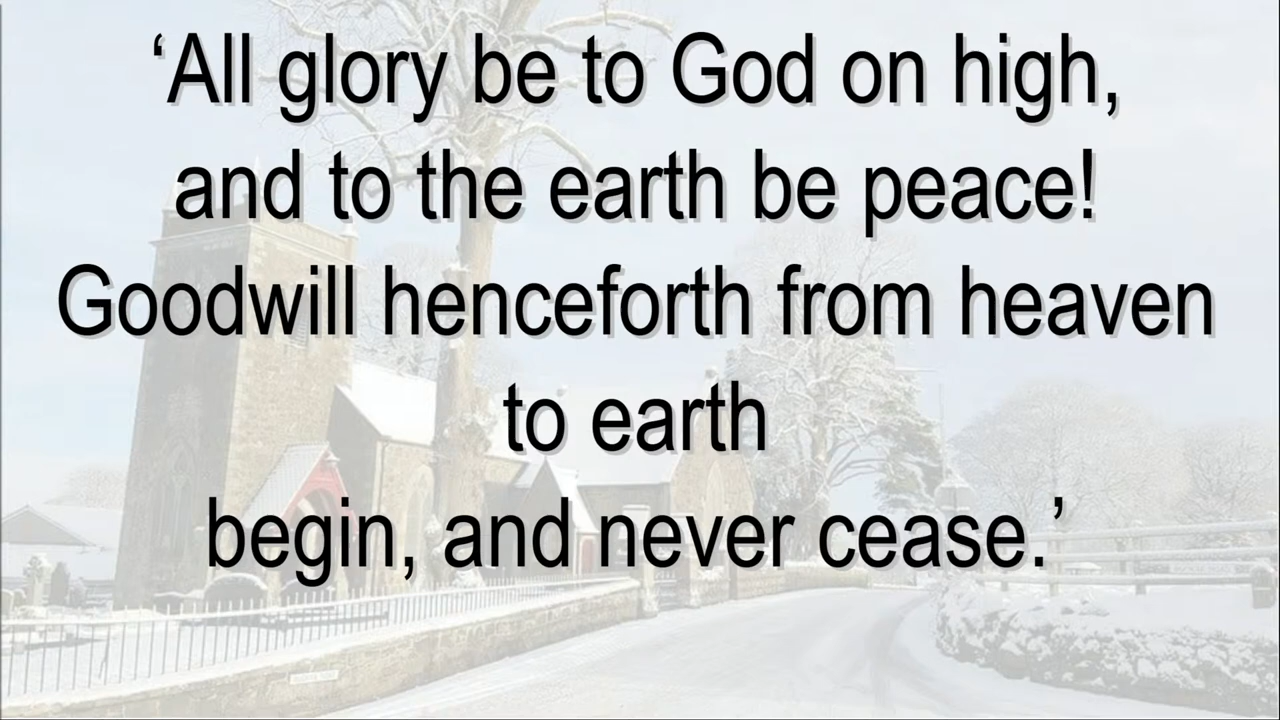 ‘All glory be to God on high,
and to the earth be peace!
Goodwill henceforth from heaven
to earth
begin, and never cease.’